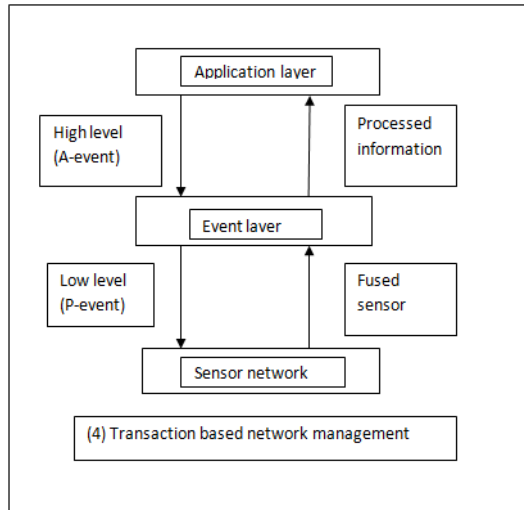 Application layer
High level
(A-event)
Processed
information
Event layer
Low level
(P-event)
Fused
sensor
Sensor network
(4) Transaction based network management